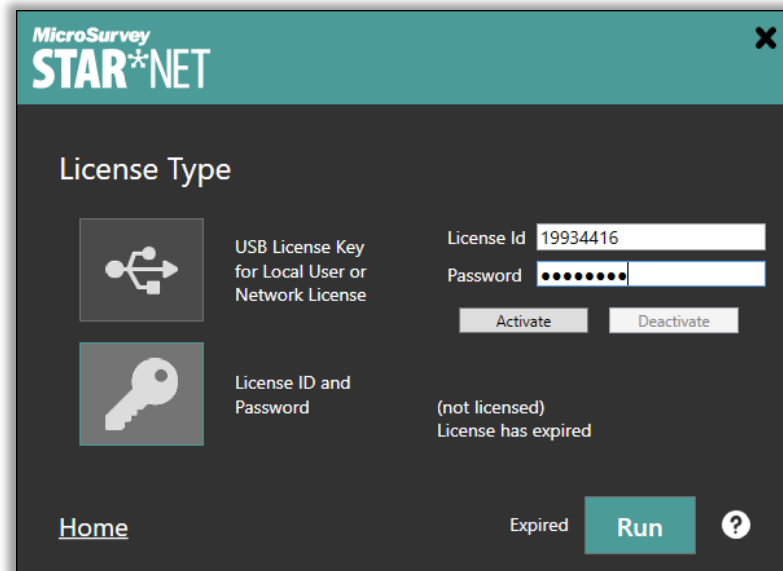 MicroSurvey
STAR*NET
License Type
USB License Key
for Local User or
Network License
License Id 19934416
Password ●●●●●●●●
Activate Deactivate
License ID and
Password
(not licensed)
License has expired
Home
Expired
Run
?